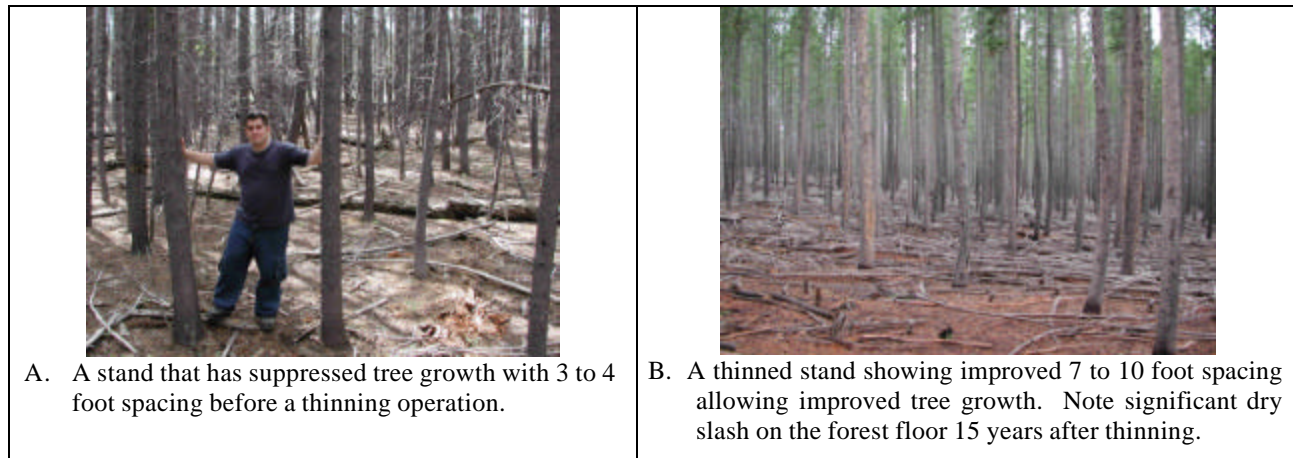 A. A stand that has suppressed tree growth with 3 to 4
foot spacing before a thinning operation.
B. A thinned stand showing improved 7 to 10 foot spacing
allowing improved tree growth. Note significant dry
slash on the forest floor 15 years after thinning.